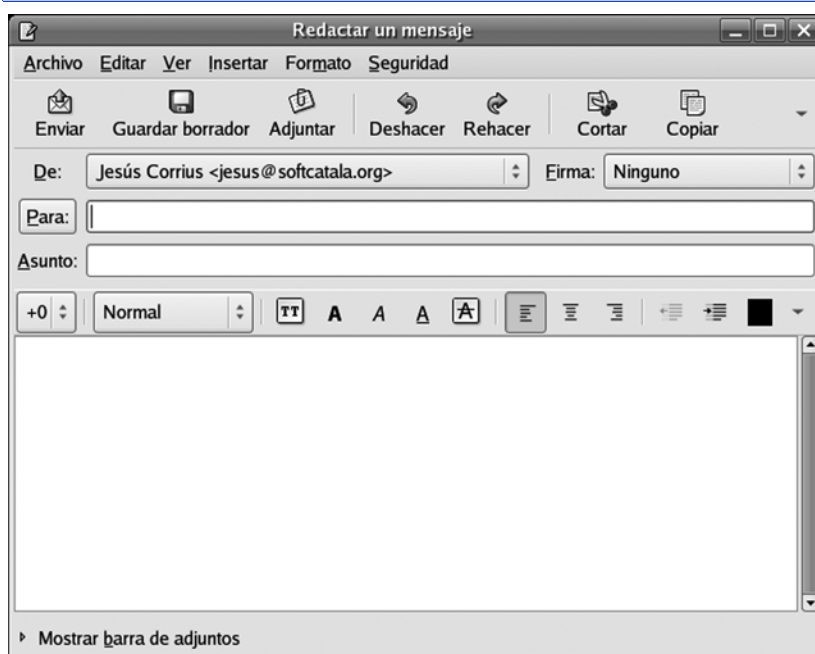 Redactar un mensaje
Archivo Editar Ver Insertar Formato Seguridad
Enviar Guardar borrador Adjuntar Deshacer Rehacer Cortar Copiar
De: Jesús Corrius <jesus@softcatala.org> Firma: Ninguno
Para:
Asunto:
+0 Normal TT A A A A
Mostrar barra de adjuntos